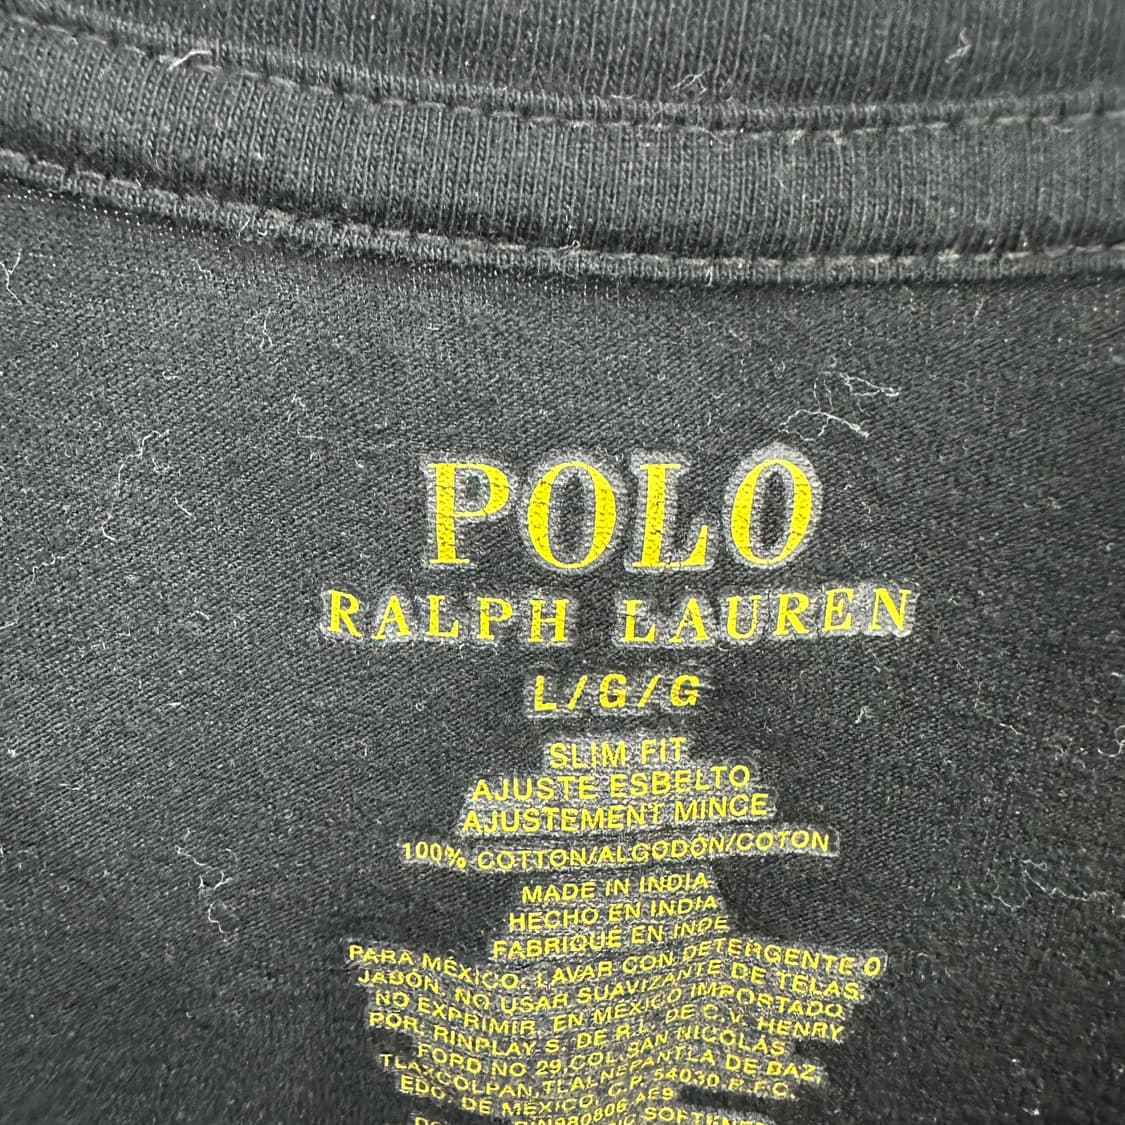 POLO
RALPH LAUREN
L/G/G
SLIM FIT
AJUSTE ESBELTO
AJUSTEMENT MINCE
100% COTTON/ALGODÓN/COTON
MADE IN INDIA
HECHO EN INDIA
FABRIQUÉ EN INDE
PARA MÉXICO: LAVAR CON DETERGENTE O
JABÓN, NO USAR SUAVIZANTE DE TELAS.
NO EXPRIMIR. EN MÉXICO IMPORTADO
POR: RINPLAY S. DE R.L. DE C.V. HENRY
FORD NO 29,COL.SAN NICOLÁS
TLAXCOLPAN,TLALNEPANTLA DE BAZ,
EDO. DE MÉXICO, C.P. 54030 R.F.C.
RIN980806 AE9